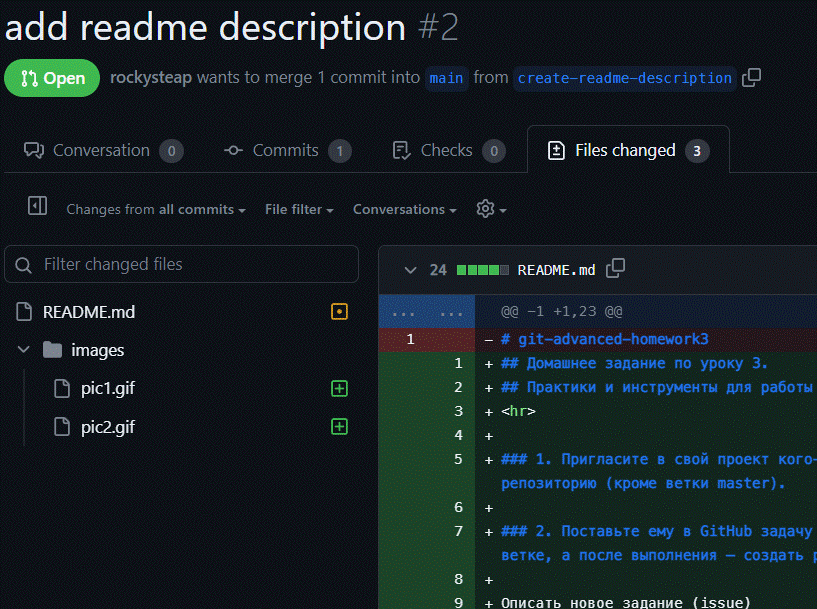 add readme description #2
Open rockysteap wants to merge 1 commit into main from create-readme-description
Conversation 0 Commits 1 Checks 0 Files changed 3
Changes from all commits File filter Conversations
Filter changed files
README.md
images
pic1.gif
pic2.gif
24 README.md
... ... @@ -1 +1,23 @@
1 - # git-advanced-homework3
1 + ## Домашнее задание по уроку 3.
2 + ## Практики и инструменты для работы
3 + <hr>
4 +
5 + ### 1. Пригласите в свой проект кого-
репозиторию (кроме ветки master).
6 +
7 + ### 2. Поставьте ему в GitHub задачу
ветке, а после выполнения – создать
8 +
9 + Описать новое задание (issue)